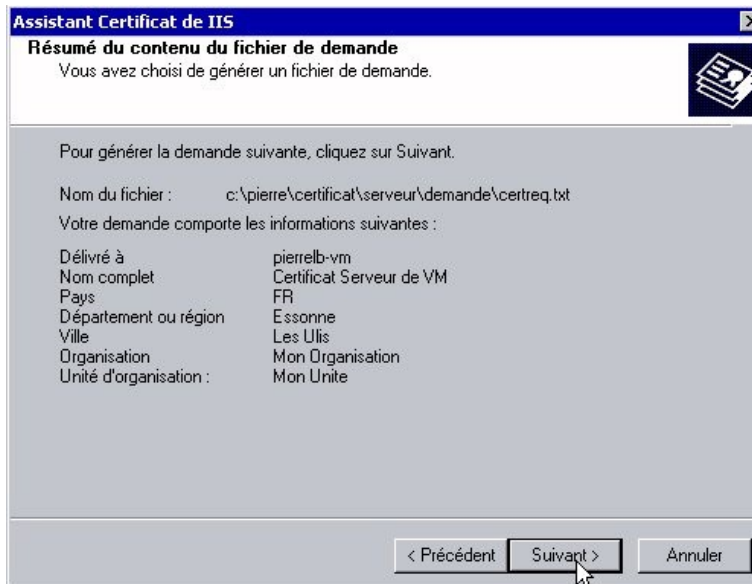 Assistant Certificat de IIS
Résumé du contenu du fichier de demande
Vous avez choisi de générer un fichier de demande.
Pour générer la demande suivante, cliquez sur Suivant.
Nom du fichier : c:\pierre\certificat\serveur\demande\certreq.txt
Votre demande comporte les informations suivantes :
Délivré à pierrelb-vm
Nom complet Certificat Serveur de VM
Pays FR
Département ou région Essonne
Ville Les Ulis
Organisation Mon Organisation
Unité d'organisation : Mon Unite
< Précédent Suivant > Annuler